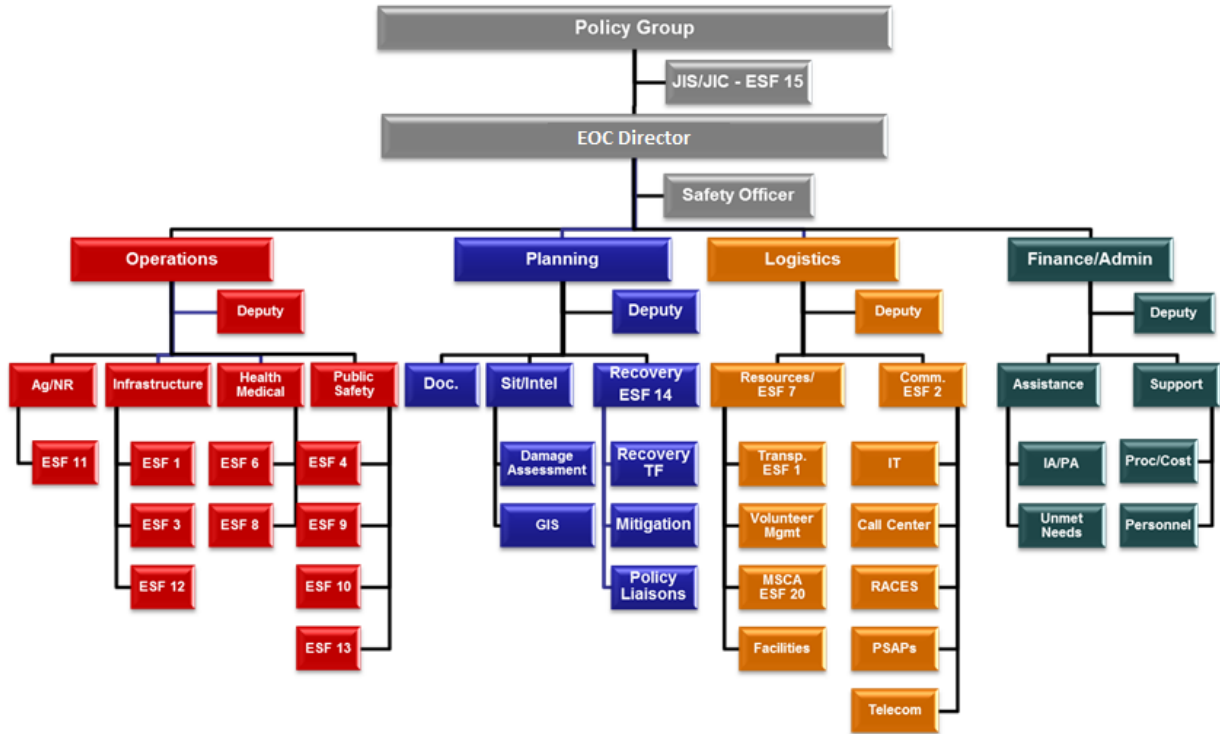 Policy Group
JIS/JIC - ESF 15
EOC Director
Safety Officer
Operations
Planning
Logistics
Finance/Admin
Deputy
Deputy
Deputy
Deputy
Ag/NR
Infrastructure
Health
Medical
Public
Safety
Doc.
Sit/Intel
Recovery
ESF 14
Resources/
ESF 7
Comm.
ESF 2
Assistance
Support
ESF 11
ESF 1
ESF 6
ESF 4
Damage
Assessment
Recovery
TF
Transp.
ESF 1
IT
IA/PA
Proc/Cost
ESF 3
ESF 8
ESF 9
GIS
Mitigation
Volunteer
Mgmt
Call Center
Unmet
Needs
Personnel
ESF 12
ESF 10
Policy
Liaisons
MSCA
ESF 20
RACES
ESF 13
Facilities
PSAPs
Telecom